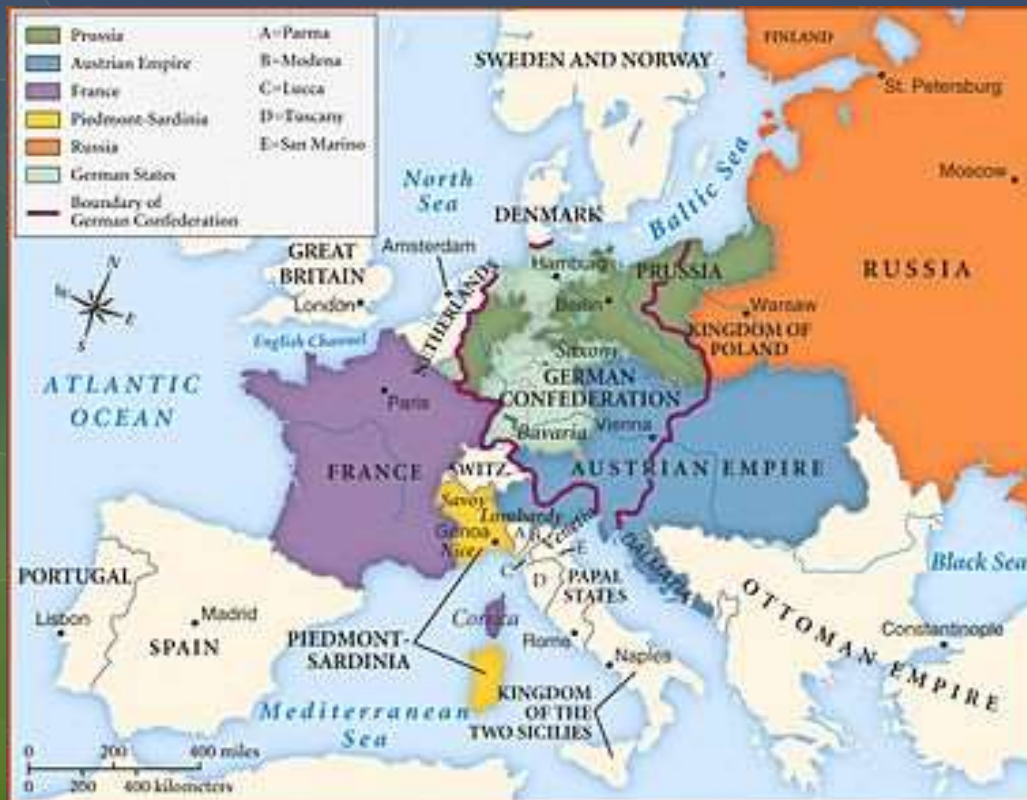 Prussia
Austrian Empire
France
Piedmont-Sardinia
Russia
German States
Boundary of
German Confederation
A=Parma
B=Modena
C=Lucca
D=Tuscany
E=San Marino
FINLAND
SWEDEN AND NORWAY
St. Petersburg
Moscow
North
Sea
Baltic Sea
DENMARK
GREAT
BRITAIN
Amsterdam
Hamburg
PRUSSIA
RUSSIA
London
NETHERLANDS
Berlin
Warsaw
KINGDOM OF
POLAND
N
E
S
English Channel
Saxony
ATLANTIC
OCEAN
Paris
GERMAN
CONFEDERATION
Bavaria
Vienna
FRANCE
SWITZ.
AUSTRIAN EMPIRE
Savoy
Lombardy
Venetia
Genoa
A
B
Nice
C
E
D
DALMATIA
PAPAL
STATES
Black Sea
PORTUGAL
Lisbon
Madrid
SPAIN
Corsica
PIEDMONT-
SARDINIA
Rome
Naples
OTTOMAN EMPIRE
Constantinople
KINGDOM
OF THE
TWO SICILIES
Mediterranean
Sea
0 200 400 miles
0 200 400 kilometers